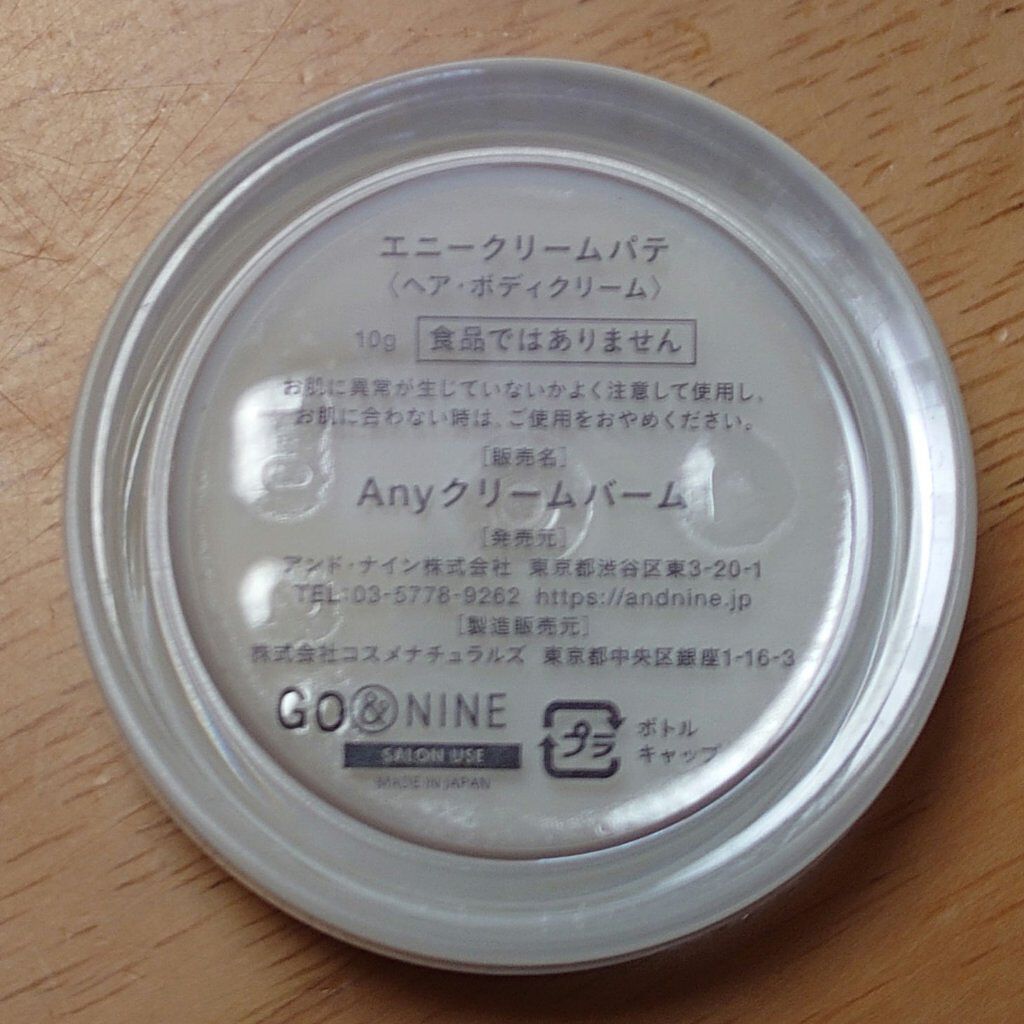 エニークリームパテ
〈ヘア・ボディクリーム〉
10g 食品ではありません
お肌に異常が生じていないかよく注意して使用し、
お肌に合わない時は、ご使用をおやめください。
［販売名］
Anyクリームバーム
［発売元］
アンド・ナイン株式会社 東京都渋谷区東3-20-1
TEL:03-5778-9262 https://andnine.jp
［製造販売元］
株式会社コスメナチュラルズ 東京都中央区銀座1-16-3
GO&NINE
SALON USE
MADE IN JAPAN
プラ
ボトル
キャップ